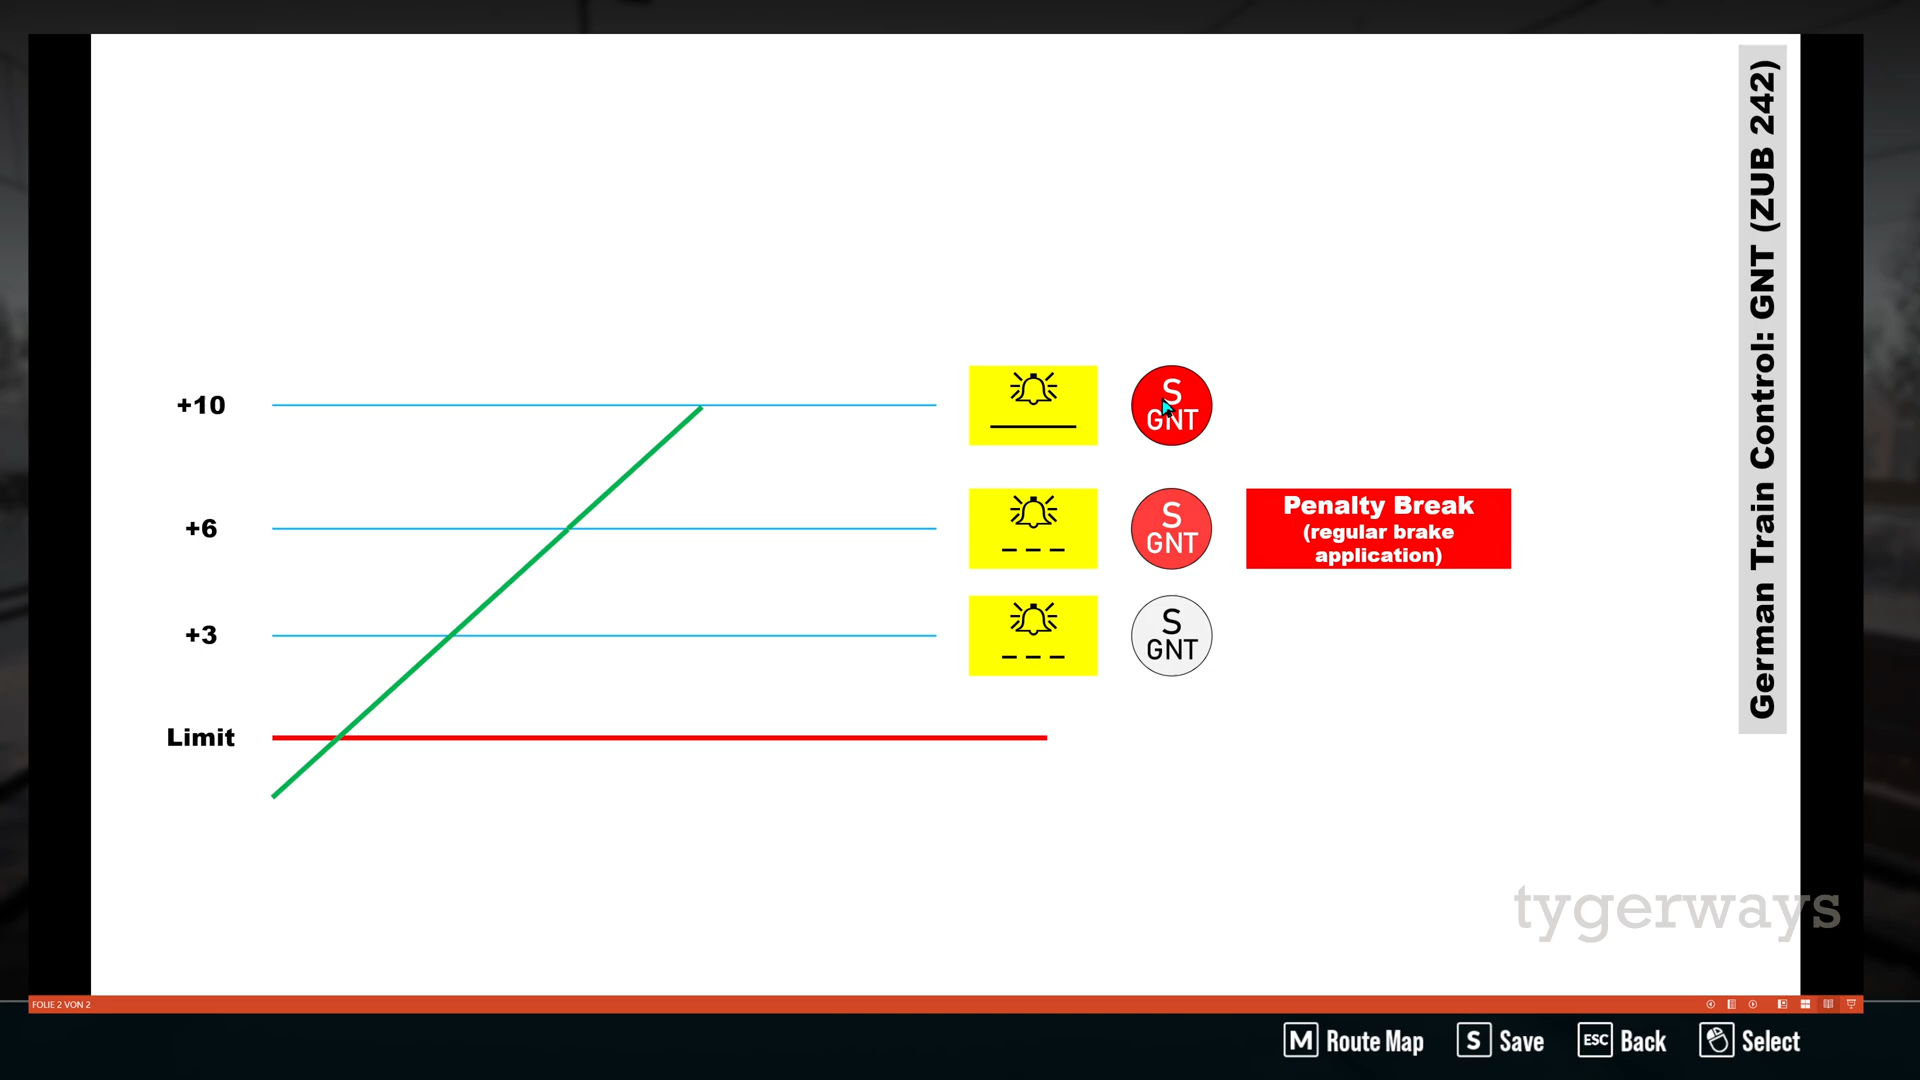 German Train Control: GNT (ZUB 242)
+10
S
GNT
+6
S
GNT
Penalty Break
(regular brake
application)
+3
S
GNT
Limit
tygerways
FOLIE 2 VON 2
M Route Map
S Save
ESC Back
Select